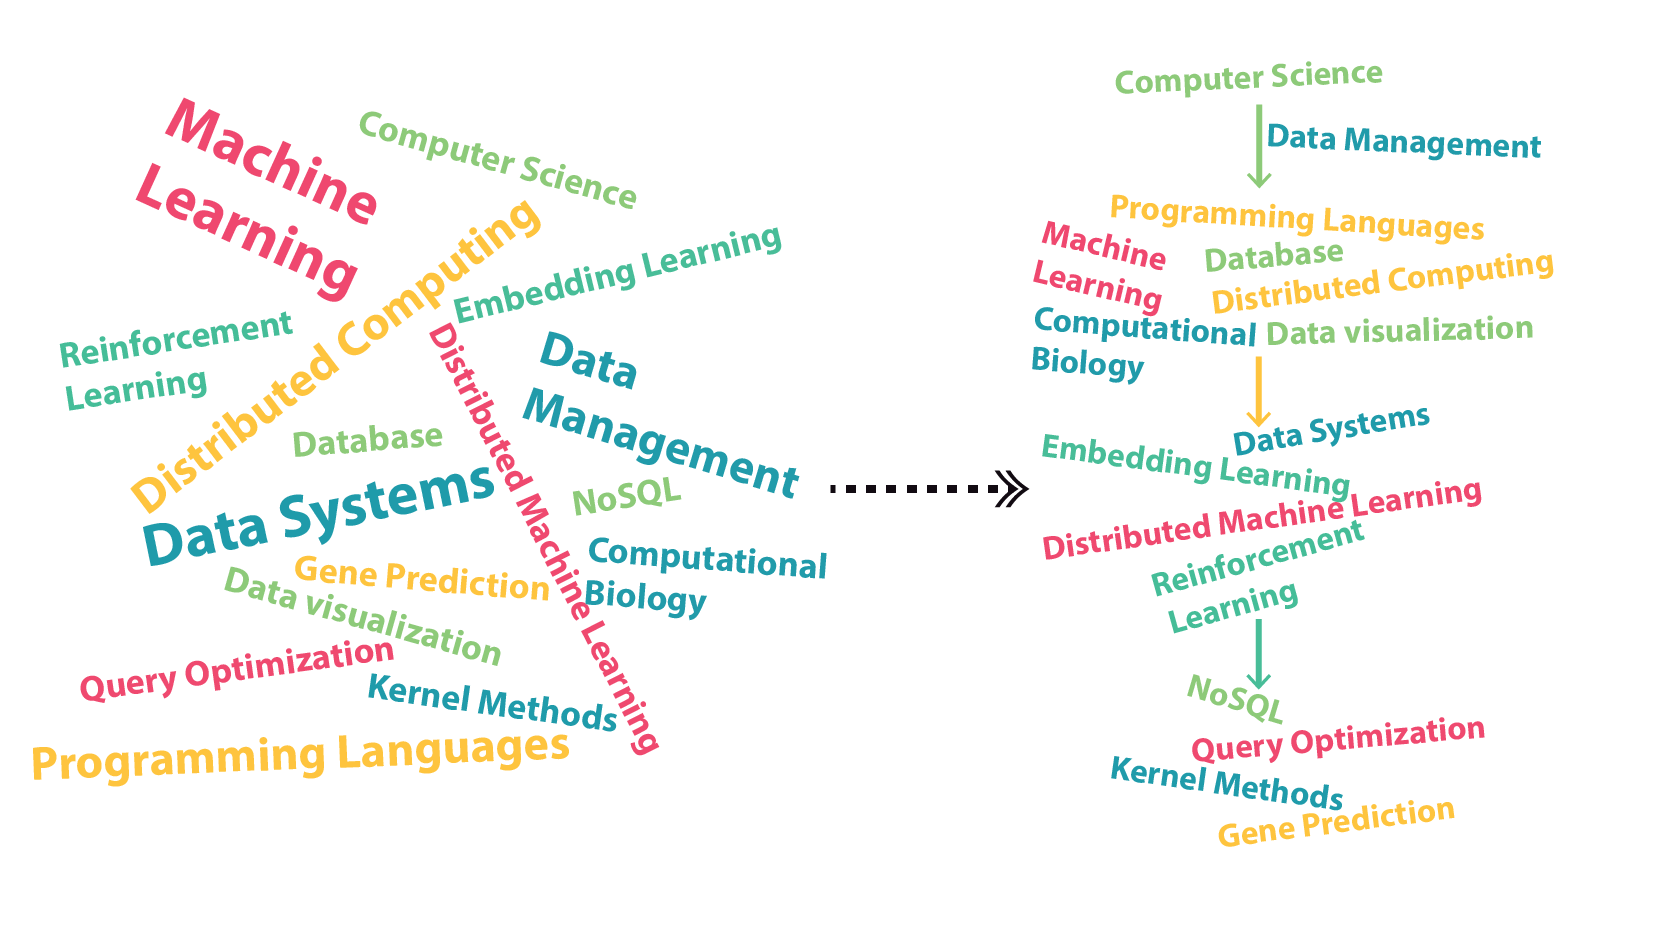 Machine
Learning
Computer Science
Distributed Computing
Embedding Learning
Reinforcement
Learning
Distributed Machine Learning
Data
Management
Database
Data Systems
NoSQL
Computational
Biology
Gene Prediction
Data visualization
Query Optimization
Kernel Methods
Programming Languages
Computer Science
Data Management
Programming Languages
Machine
Learning
Database
Distributed Computing
Computational
Biology
Data visualization
Data Systems
Embedding Learning
Distributed Machine Learning
Reinforcement
Learning
NoSQL
Query Optimization
Kernel Methods
Gene Prediction